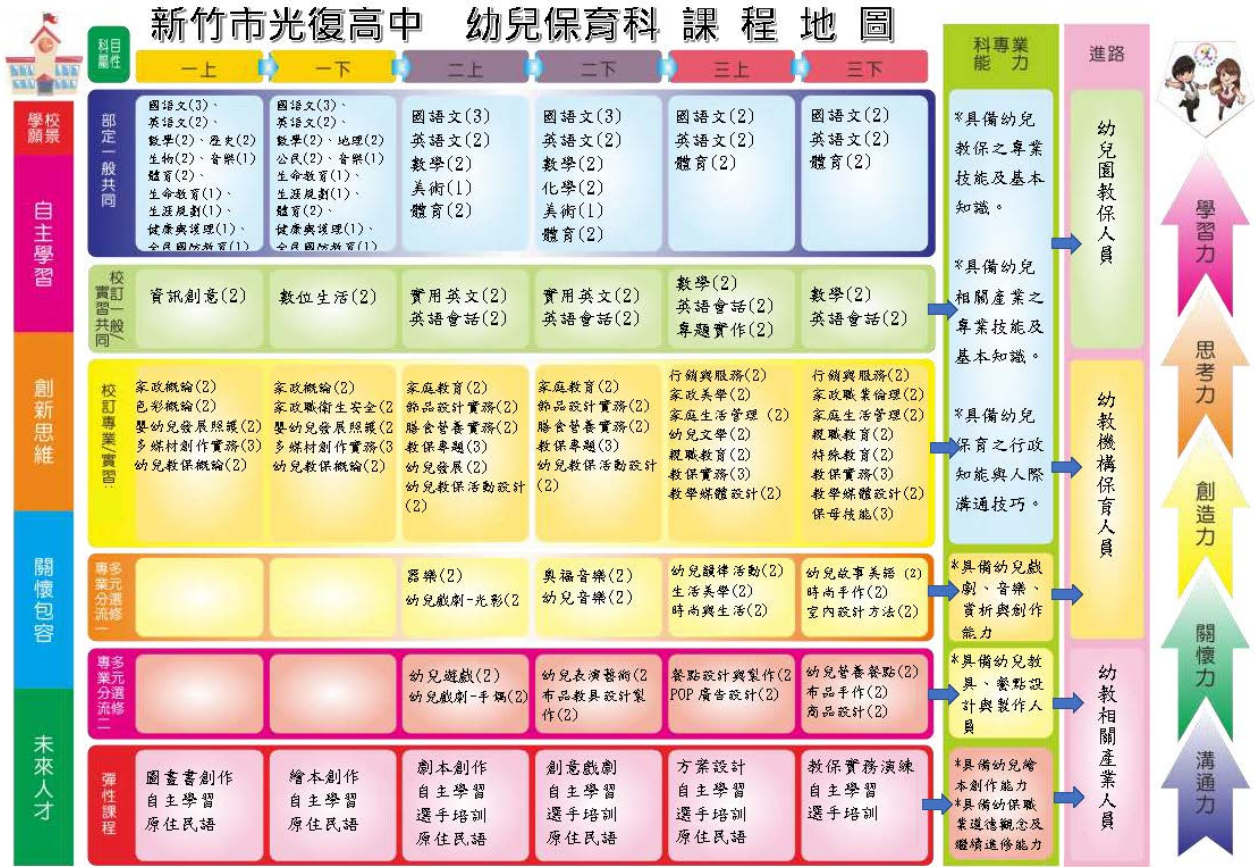 新竹市光復高中 幼兒保育科 課程地圖
科目屬性
一上
一下
二上
二下
三上
三下
科專業能力
進路
學校願景
自主學習
創新思維
關懷包容
未來人才
部定一般共同
國語文(3)、
英語文(2)、
數學(2)、歷史(2)
生物(2)、音樂(1)
體育(2)、
生命教育(1)、
生涯規劃(1)、
健康與護理(1)、
全民國防教育(1)
國語文(3)、
英語文(2)、
數學(2)、地理(2)
公民(2)、音樂(1)
生命教育(1)、
生涯規劃(1)、
體育(2)、
健康與護理(1)、
全民國防教育(1)
國語文(3)
英語文(2)
數學(2)
美術(1)
體育(2)
國語文(3)
英語文(2)
數學(2)
化學(2)
美術(1)
體育(2)
國語文(2)
英語文(2)
體育(2)
國語文(2)
英語文(2)
體育(2)
校訂一般/實習共同
資訊創意(2)
數位生活(2)
實用英文(2)
英語會話(2)
實用英文(2)
英語會話(2)
數學(2)
英語會話(2)
專題實作(2)
數學(2)
英語會話(2)
校訂專業/實習:
家政概論(2)
色彩概論(2)
嬰幼兒發展照護(2)
多媒材創作實務(3)
幼兒教保概論(2)
家政概論(2)
家政職衛生安全(2
嬰幼兒發展照護(2
多媒材創作實務(3
幼兒教保概論(2)
家庭教育(2)
飾品設計實務(2)
膳食營養實務(2)
教保專題(3)
幼兒發展(2)
幼兒教保活動設計
(2)
家庭教育(2)
飾品設計實務(2)
膳食營養實務(2)
教保專題(3)
幼兒教保活動設計
(2)
行銷與服務(2)
家政美學(2)
家庭生活管理 (2)
幼兒文學(2)
親職教育(2)
教保實務(3)
教學媒體設計(2)
行銷與服務(2)
家政職業倫理(2)
家庭生活管理(2)
親職教育(2)
特殊教育(2)
教保實務(3)
教學媒體設計(2)
保母技能(3)
多元選修專業分流一
器樂(2)
幼兒戲劇-光影(2
奧福音樂(2)
幼兒音樂(2)
幼兒韻律活動(2)
生活美學(2)
時尚與生活(2)
幼兒故事美語 (2)
時尚手作(2)
室內設計方法(2)
多元選修專業分流二
幼兒遊戲(2)
幼兒戲劇-手偶(2)
幼兒表演藝術(2
布品教具設計製
作(2)
餐點設計與製作(2
POP 廣告設計(2)
幼兒營養餐點(2)
布品手作(2)
商品設計(2)
彈性課程
圖畫書創作
自主學習
原住民語
繪本創作
自主學習
原住民語
劇本創作
自主學習
選手培訓
原住民語
創意戲劇
自主學習
選手培訓
原住民語
方案設計
自主學習
選手培訓
原住民語
教保實務演練
自主學習
選手培訓
*具備幼兒
教保之專業
技能及基本
知識。
*具備幼兒
相關產業之
專業技能及
基本知識。
*具備幼兒
保育之行政
知能與人際
溝通技巧。
*具備幼兒戲
劇、音樂、
賞析與創作
能力
*具備幼兒教
具、餐點設
計與製作人
員
*具備幼兒繪
本創作能力
*具備幼保職
業道德觀念及
繼續進修能力
幼兒園教保人員
幼教機構保育人員
幼教相關產業人員
學習力
思考力
創造力
關懷力
溝通力